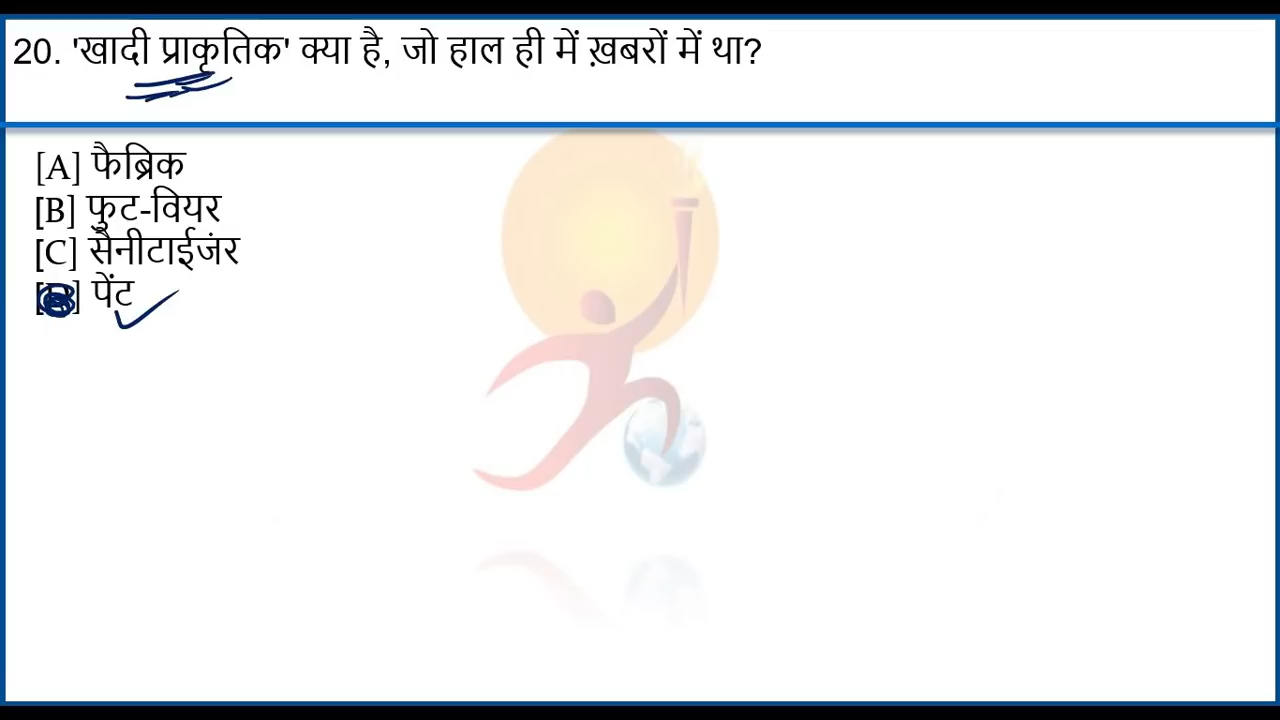 20. 'खादी प्राकृतिक' क्या है, जो हाल ही में ख़बरों में था?
[A] फैब्रिक
[B] फुट-वियर
[C] सैनीटाईजंर
[D] पेंट